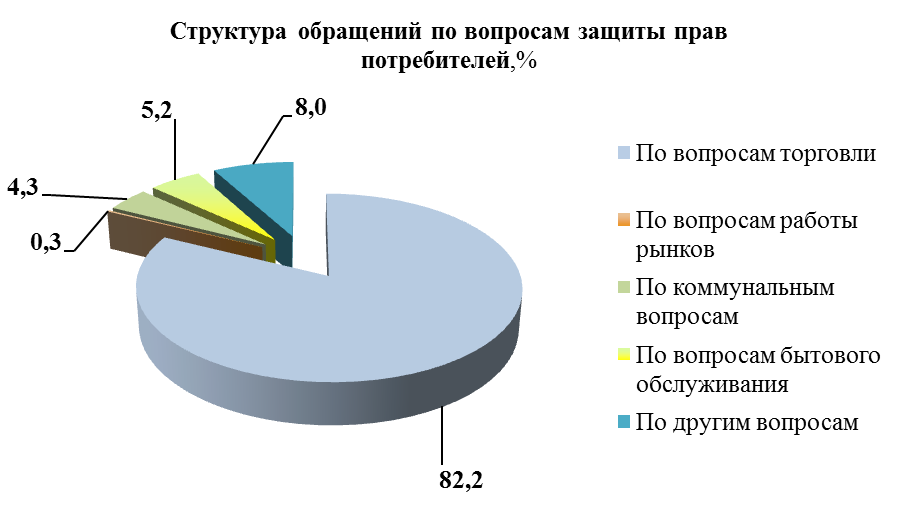 Структура обращений по вопросам защиты прав
потребителей,%
8,0
5,2
4,3
0,3
82,2
По вопросам торговли
По вопросам работы
рынков
По коммунальным
вопросам
По вопросам бытового
обслуживания
По другим вопросам